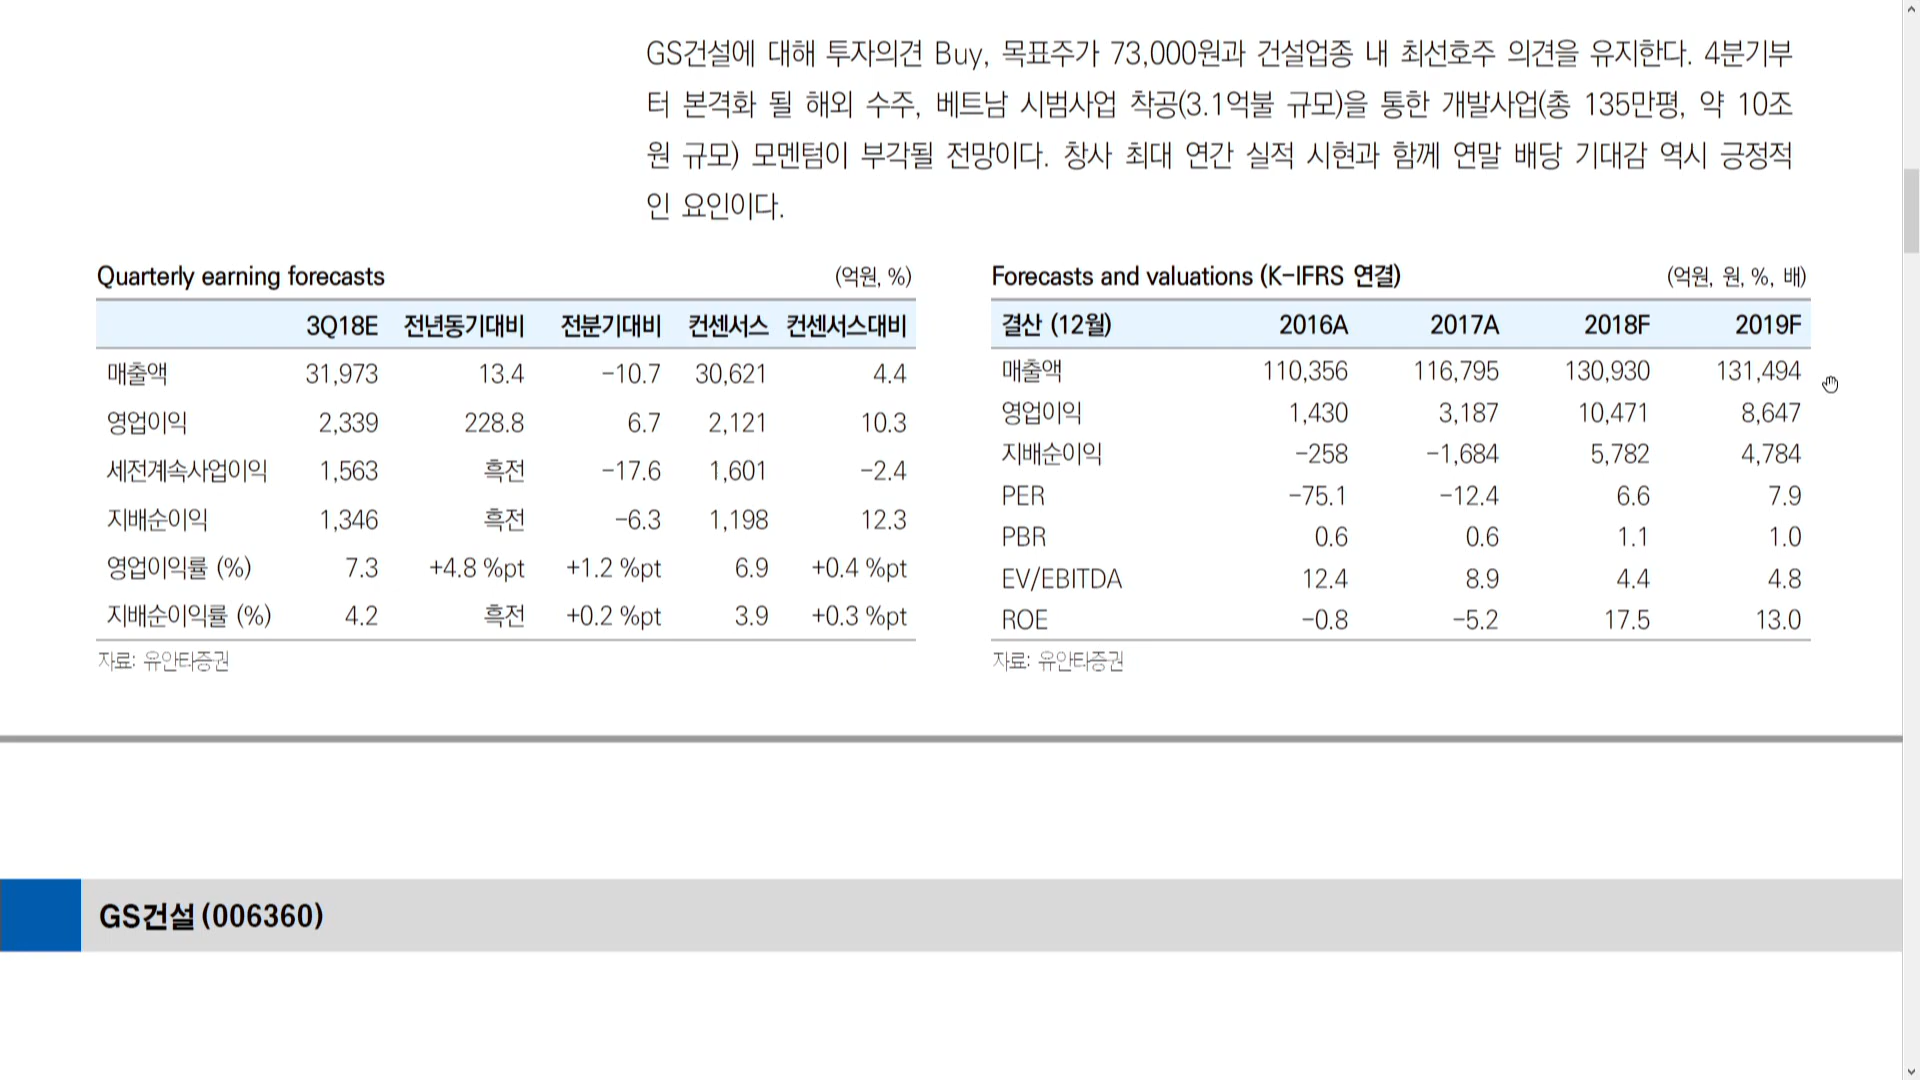 GS건설에 대해 투자의견 Buy, 목표주가 73,000원과 건설업종 내 최선호주 의견을 유지한다. 4분기부
터 본격화 될 해외 수주, 베트남 시범사업 착공(3.1억불 규모)을 통한 개발사업(총 135만평, 약 10조
원 규모) 모멘텀이 부각될 전망이다. 창사 최대 연간 실적 시현과 함께 연말 배당 기대감 역시 긍정적
인 요인이다.
Quarterly earning forecasts (억원, %)
3Q18E 전년동기대비 전분기대비 컨센서스 컨센서스대비
매출액 31,973 13.4 -10.7 30,621 4.4
영업이익 2,339 228.8 6.7 2,121 10.3
세전계속사업이익 1,563 흑전 -17.6 1,601 -2.4
지배순이익 1,346 흑전 -6.3 1,198 12.3
영업이익률 (%) 7.3 +4.8 %pt +1.2 %pt 6.9 +0.4 %pt
지배순이익률 (%) 4.2 흑전 +0.2 %pt 3.9 +0.3 %pt
자료: 유안타증권
Forecasts and valuations (K-IFRS 연결) (억원, 원, %, 배)
결산 (12월) 2016A 2017A 2018F 2019F
매출액 110,356 116,795 130,930 131,494
영업이익 1,430 3,187 10,471 8,647
지배순이익 -258 -1,684 5,782 4,784
PER -75.1 -12.4 6.6 7.9
PBR 0.6 0.6 1.1 1.0
EV/EBITDA 12.4 8.9 4.4 4.8
ROE -0.8 -5.2 17.5 13.0
자료: 유안타증권
GS건설 (006360)